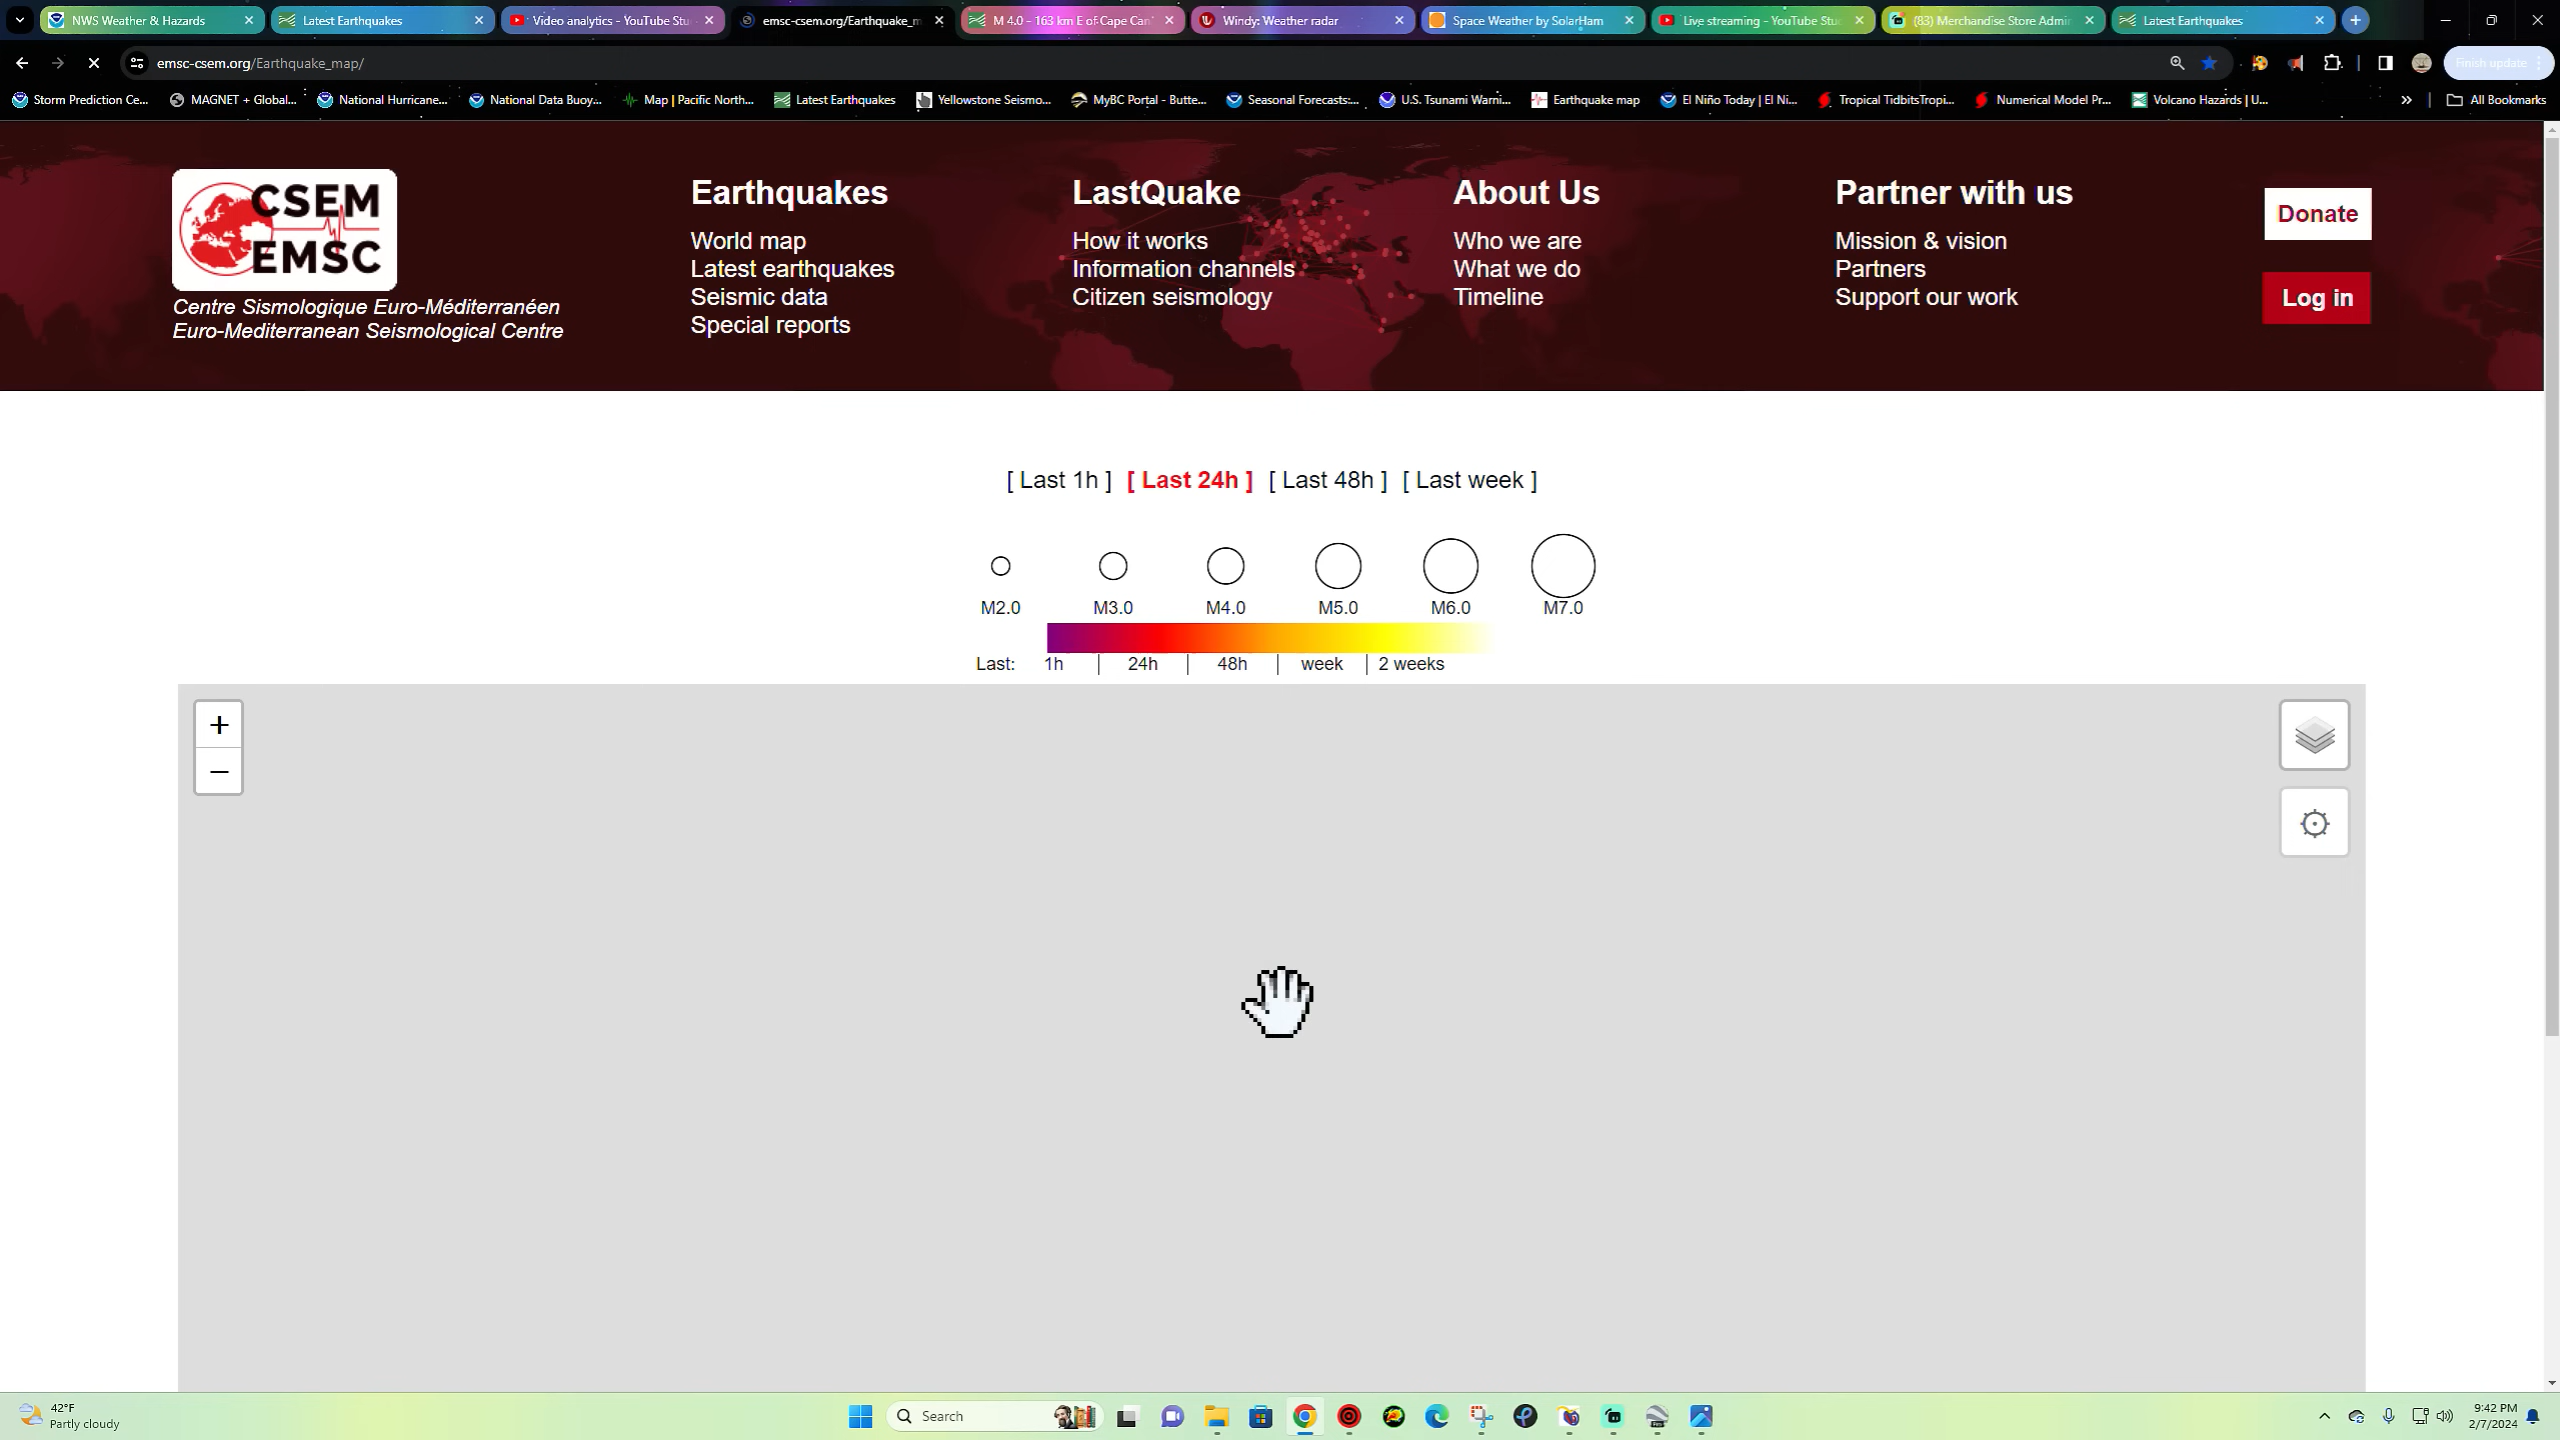 NWS Weather & Hazards
Latest Earthquakes
Video analytics - YouTube Stu
emsc-csem.org/Earthquake_m
M 4.0 - 163 km E of Cape Can
Windy: Weather radar
Space Weather by SolarHam
Live streaming - YouTube Stu
(83) Merchandise Store Admi
Latest Earthquakes
emsc-csem.org/Earthquake_map/
Finish update
Storm Prediction Ce...
MAGNET + Global...
National Hurricane...
National Data Buoy...
Map | Pacific North...
Latest Earthquakes
Yellowstone Seismo...
MyBC Portal - Butte...
Seasonal Forecasts:...
U.S. Tsunami Warni...
Earthquake map
El Niño Today | El Ni...
Tropical TidbitsTropi...
Numerical Model Pr...
Volcano Hazards | U...
All Bookmarks
CSEM
EMSC
Centre Sismologique Euro-Méditerranéen
Euro-Mediterranean Seismological Centre
Earthquakes
World map
Latest earthquakes
Seismic data
Special reports
LastQuake
How it works
Information channels
Citizen seismology
About Us
Who we are
What we do
Timeline
Partner with us
Mission & vision
Partners
Support our work
Donate
Log in
[ Last 1h ] [ Last 24h ] [ Last 48h ] [ Last week ]
M2.0 M3.0 M4.0 M5.0 M6.0 M7.0
Last: 1h | 24h | 48h | week | 2 weeks
+
−
42°F
Partly cloudy
Search
9:42 PM
2/7/2024